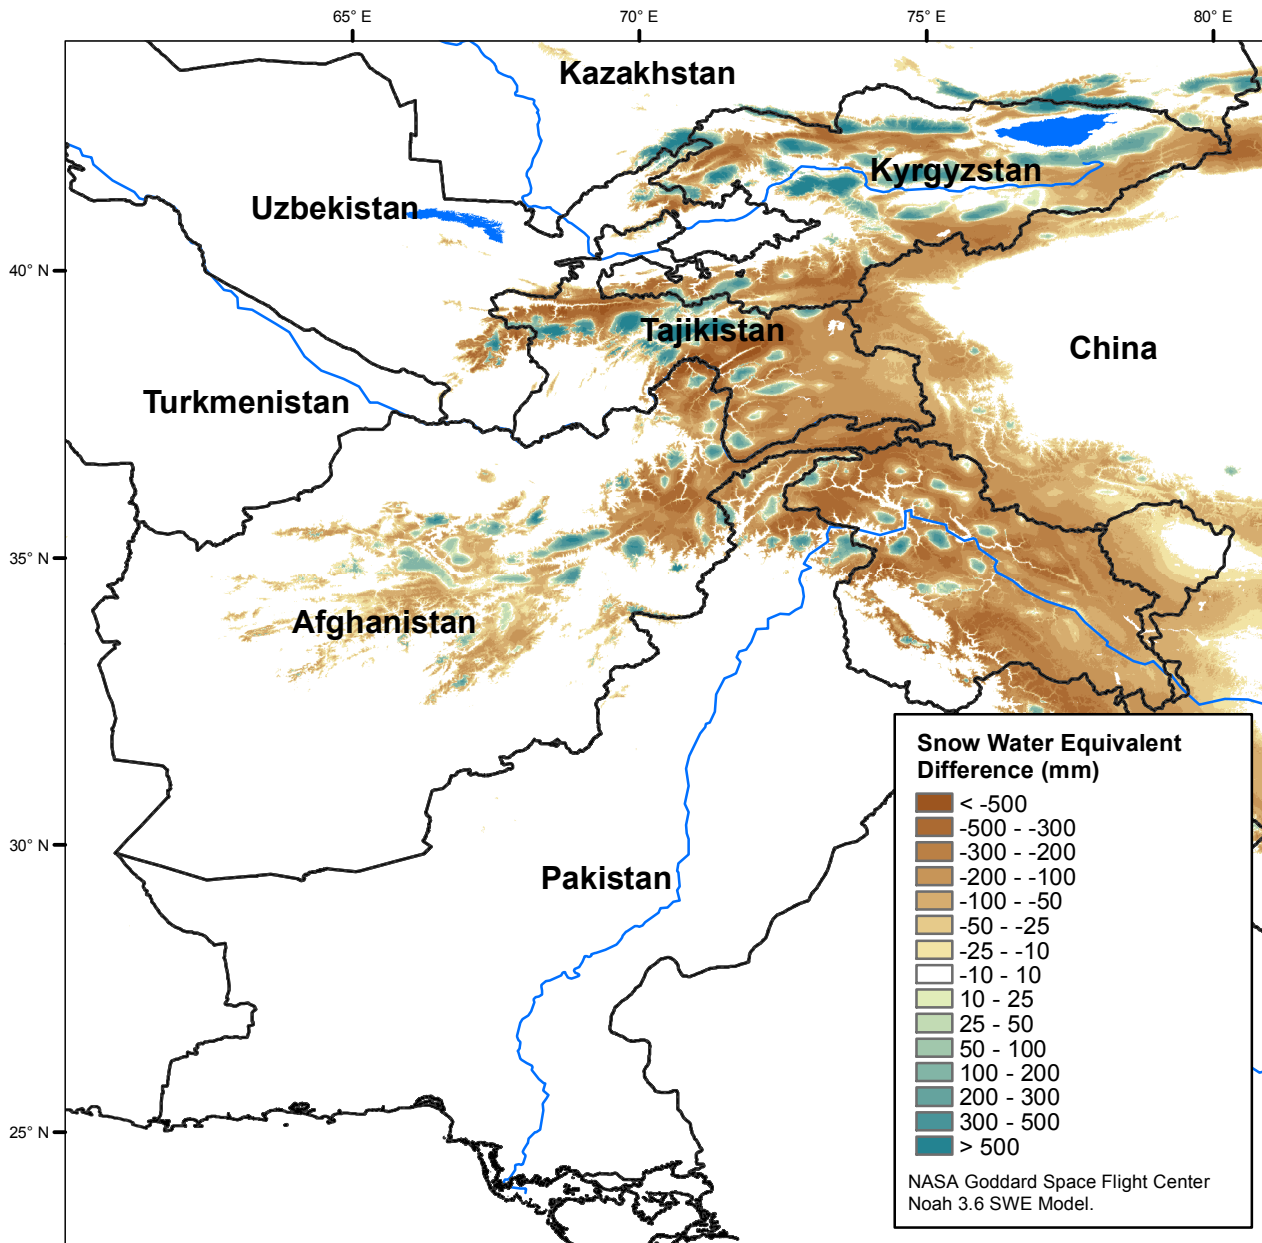 65° E
70° E
75° E
80° E
Kazakhstan
Kyrgyzstan
Uzbekistan
40° N
Tajikistan
China
Turkmenistan
35° N
Afghanistan
30° N
Pakistan
25° N
Snow Water Equivalent
Difference (mm)
< -500
-500 - -300
-300 - -200
-200 - -100
-100 - -50
-50 - -25
-25 - -10
-10 - 10
10 - 25
25 - 50
50 - 100
100 - 200
200 - 300
300 - 500
> 500
NASA Goddard Space Flight Center
Noah 3.6 SWE Model.